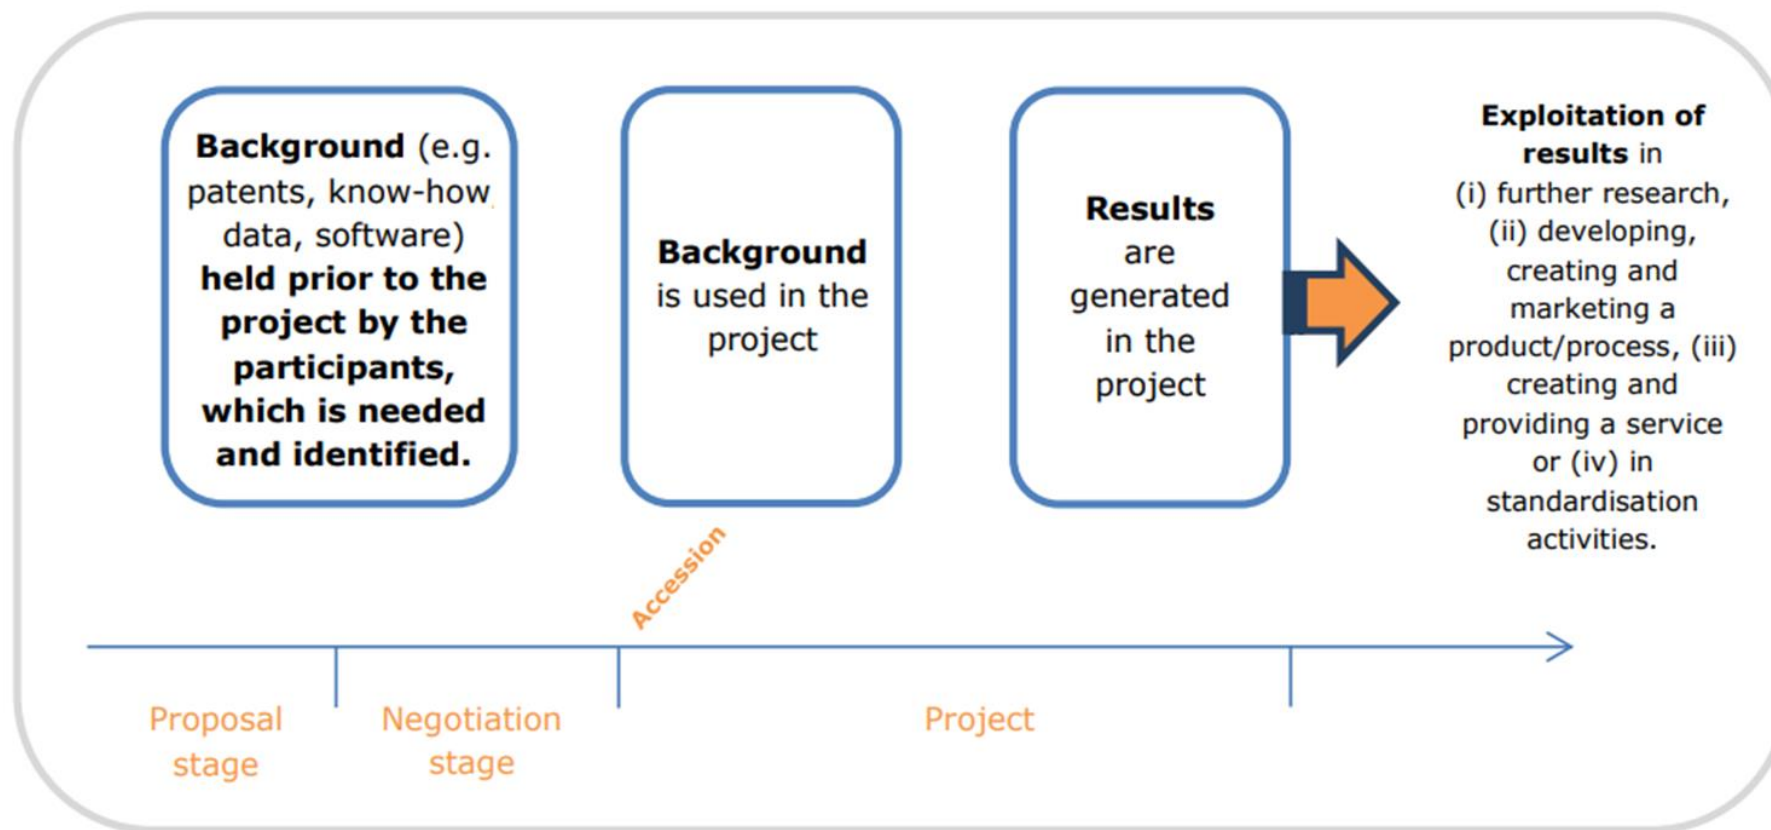 Background (e.g.
patents, know-how,
data, software)
held prior to the
project by the
participants,
which is needed
and identified.
Background
is used in the
project
Results
are
generated
in the
project
Exploitation of
results in
(i) further research,
(ii) developing,
creating and
marketing a
product/process, (iii)
creating and
providing a service
or (iv) in
standardisation
activities.
Accession
Proposal
stage
Negotiation
stage
Project